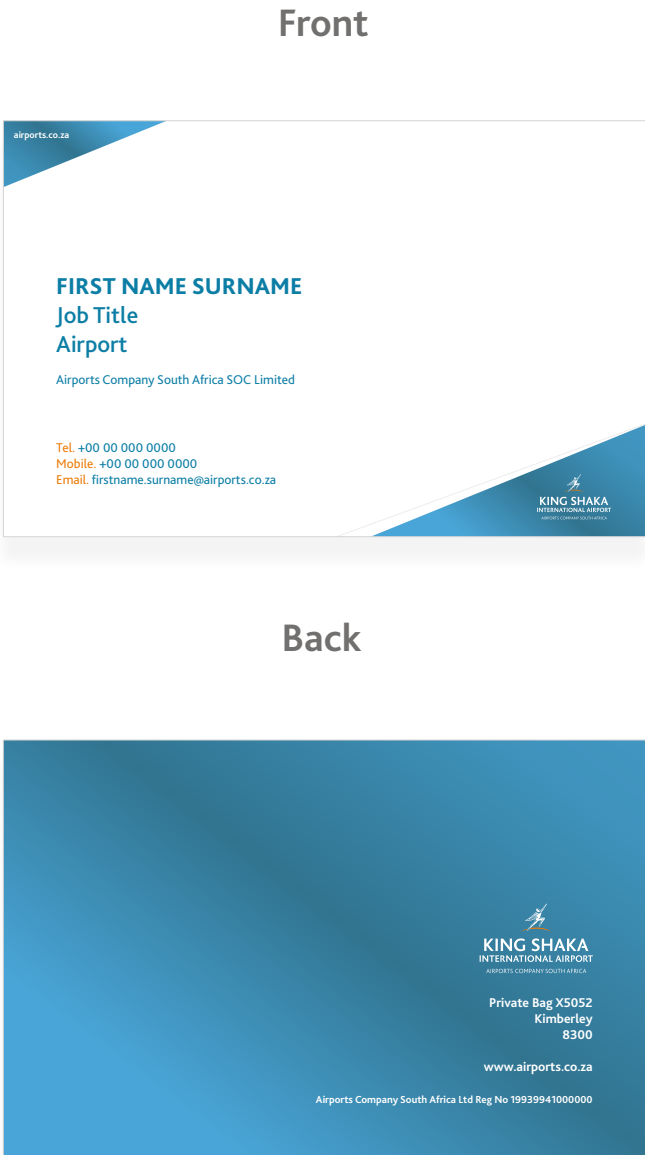 Front
airports.co.za
FIRST NAME SURNAME
Job Title
Airport
Airports Company South Africa SOC Limited
Tel. +00 00 000 0000
Mobile. +00 00 000 0000
Email. firstname.surname@airports.co.za
KING SHAKA
INTERNATIONAL AIRPORT
AIRPORTS COMPANY SOUTH AFRICA
Back
KING SHAKA
INTERNATIONAL AIRPORT
AIRPORTS COMPANY SOUTH AFRICA
Private Bag X5052
Kimberley
8300
www.airports.co.za
Airports Company South Africa Ltd Reg No 19939941000000